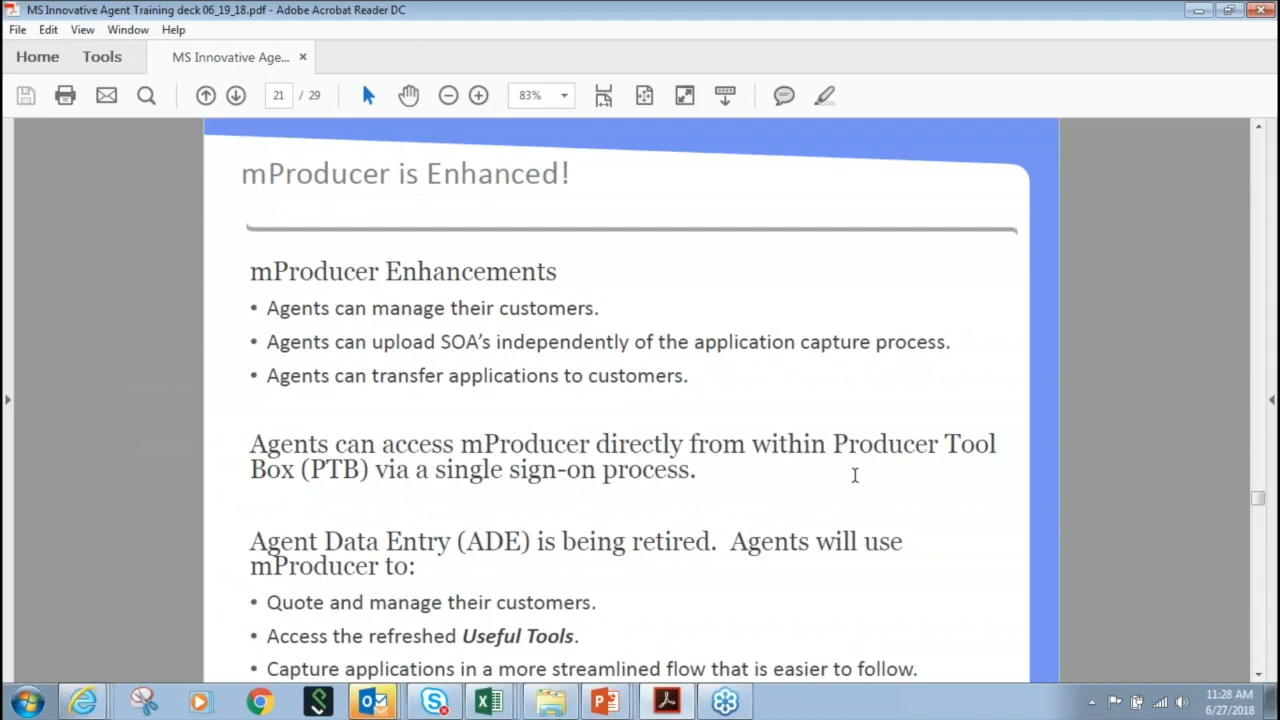 MS Innovative Agent Training deck 06_19_18.pdf - Adobe Acrobat Reader DC
File Edit View Window Help
Home Tools MS Innovative Age... ×
21 / 29 83%
mProducer is Enhanced!
mProducer Enhancements
• Agents can manage their customers.
• Agents can upload SOA’s independently of the application capture process.
• Agents can transfer applications to customers.
Agents can access mProducer directly from within Producer Tool
Box (PTB) via a single sign-on process.
Agent Data Entry (ADE) is being retired. Agents will use
mProducer to:
• Quote and manage their customers.
• Access the refreshed Useful Tools.
• Capture applications in a more streamlined flow that is easier to follow.
11:28 AM
6/27/2018